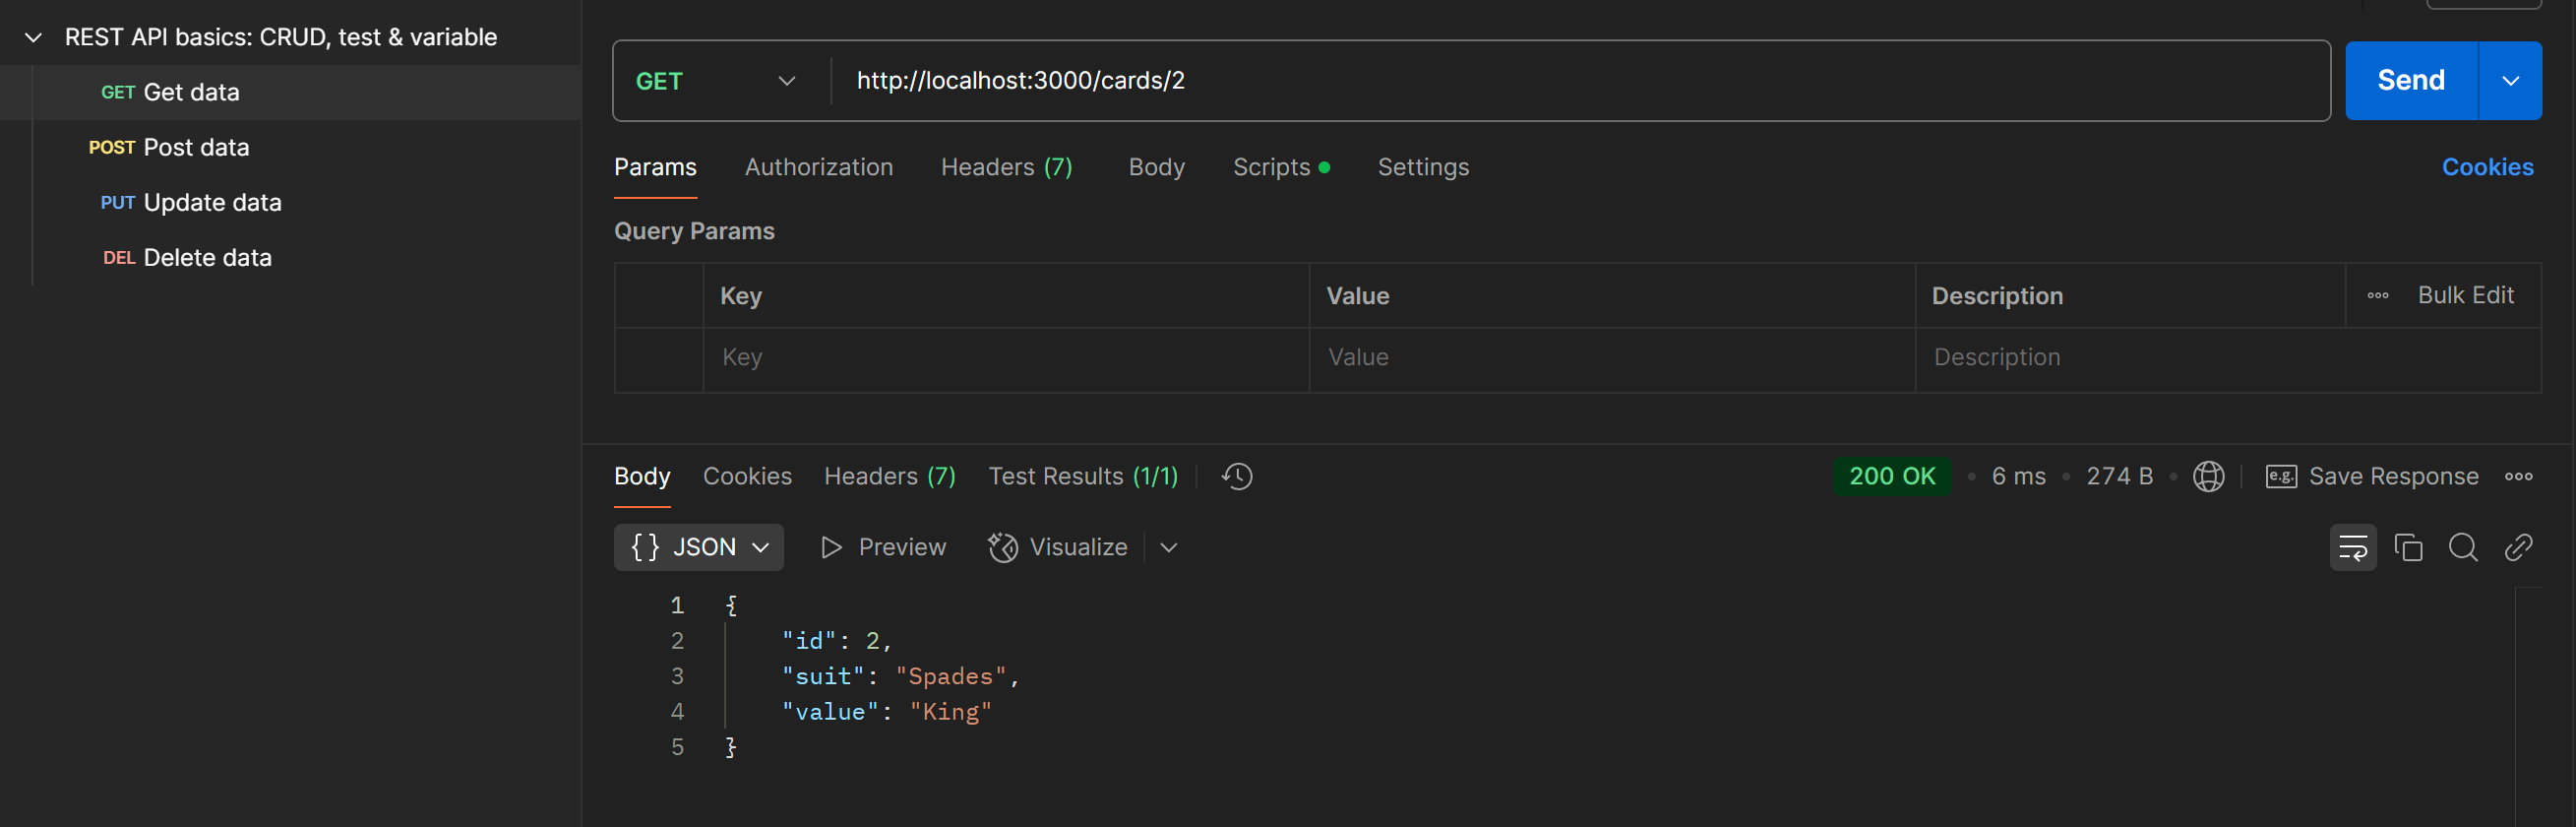 REST API basics: CRUD, test & variable
GET Get data
POST Post data
PUT Update data
DEL Delete data
GET http://localhost:3000/cards/2 Send
Params Authorization Headers (7) Body Scripts Settings Cookies
Query Params
Key Value Description Bulk Edit
Key Value Description
Body Cookies Headers (7) Test Results (1/1) 200 OK • 6 ms • 274 B • e.g. Save Response
{} JSON Preview Visualize
1 {
2 "id": 2,
3 "suit": "Spades",
4 "value": "King"
5 }